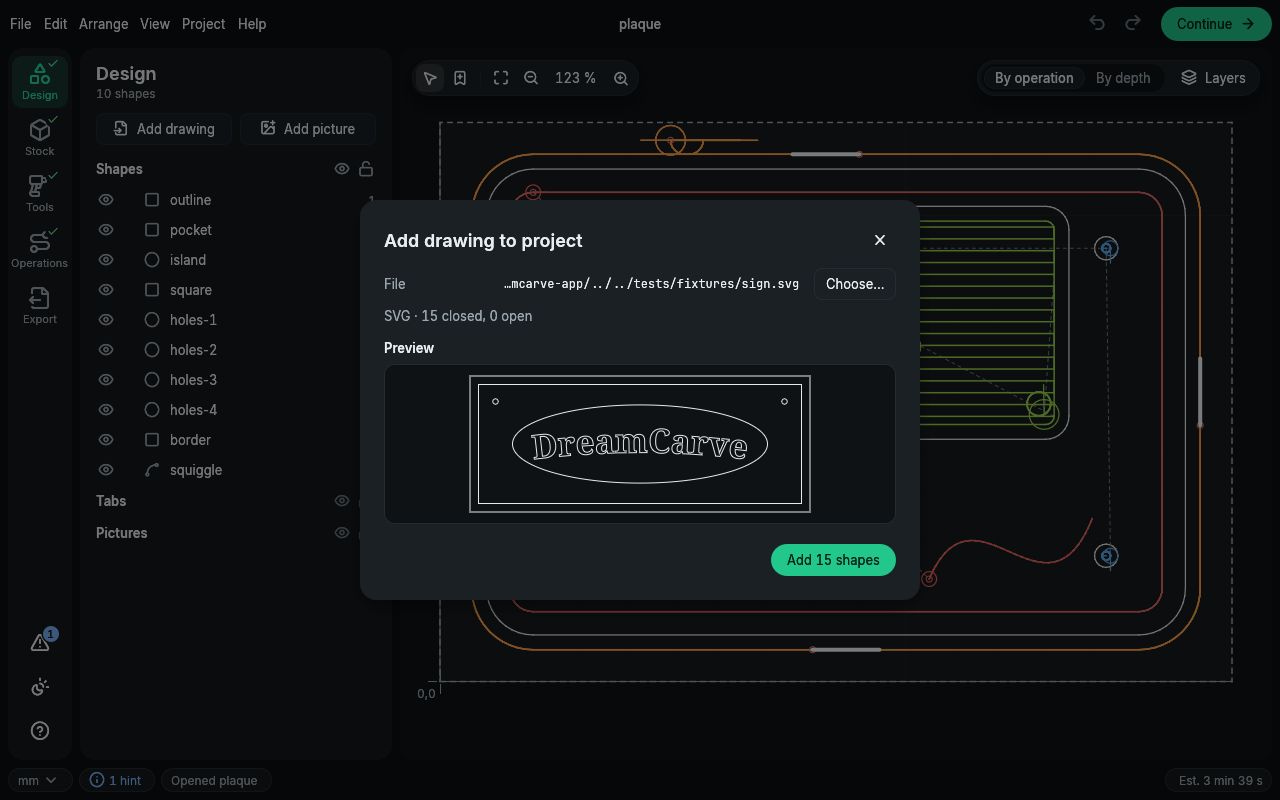 File Edit Arrange View Project Help
plaque
Continue
Design
10 shapes
Add drawing
Add picture
Shapes
outline 1
pocket
island
square
holes-1
holes-2
holes-3
holes-4
border
squiggle
Tabs
Pictures
Design
Stock
Tools
Operations
Export
1
123 %
By operation By depth
Layers
Add drawing to project
File …mcarve-app/../../tests/fixtures/sign.svg Choose...
SVG · 15 closed, 0 open
Preview
DreamCarve
Add 15 shapes
0,0
mm
1 hint
Opened plaque
Est. 3 min 39 s